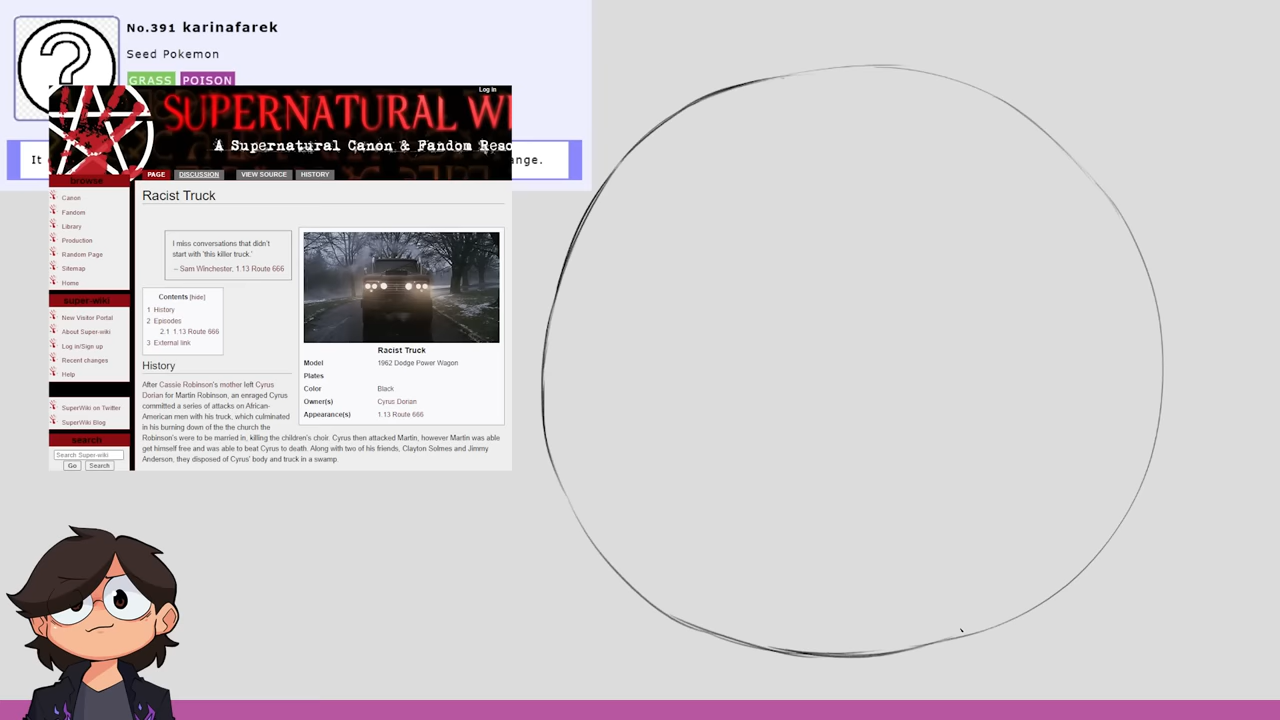 No.391 karinafarek
Seed Pokemon
GRASS POISON
It
ange.
Log in
SUPERNATURAL WI
A Supernatural Canon & Fandom Reso
PAGE DISCUSSION VIEW SOURCE HISTORY
browse
Canon
Fandom
Library
Production
Random Page
Sitemap
Home
super-wiki
New Visitor Portal
About Super-wiki
Log in/Sign up
Recent changes
Help
SuperWiki on Twitter
SuperWiki Blog
search
Search Super-wiki
Go Search
Racist Truck
I miss conversations that didn't
start with 'this killer truck.'
– Sam Winchester, 1.13 Route 666
Contents [hide]
1 History
2 Episodes
2.1 1.13 Route 666
3 External link
Racist Truck
Model 1962 Dodge Power Wagon
Plates
Color Black
Owner(s) Cyrus Dorian
Appearance(s) 1.13 Route 666
History
After Cassie Robinson's mother left Cyrus
Dorian for Martin Robinson, an enraged Cyrus
committed a series of attacks on African-
American men with his truck, which culminated
in his burning down of the the church the
Robinson's were to be married in, killing the children's choir. Cyrus then attacked Martin, however Martin was able
get himself free and was able to beat Cyrus to death. Along with two of his friends, Clayton Solmes and Jimmy
Anderson, they disposed of Cyrus' body and truck in a swamp.